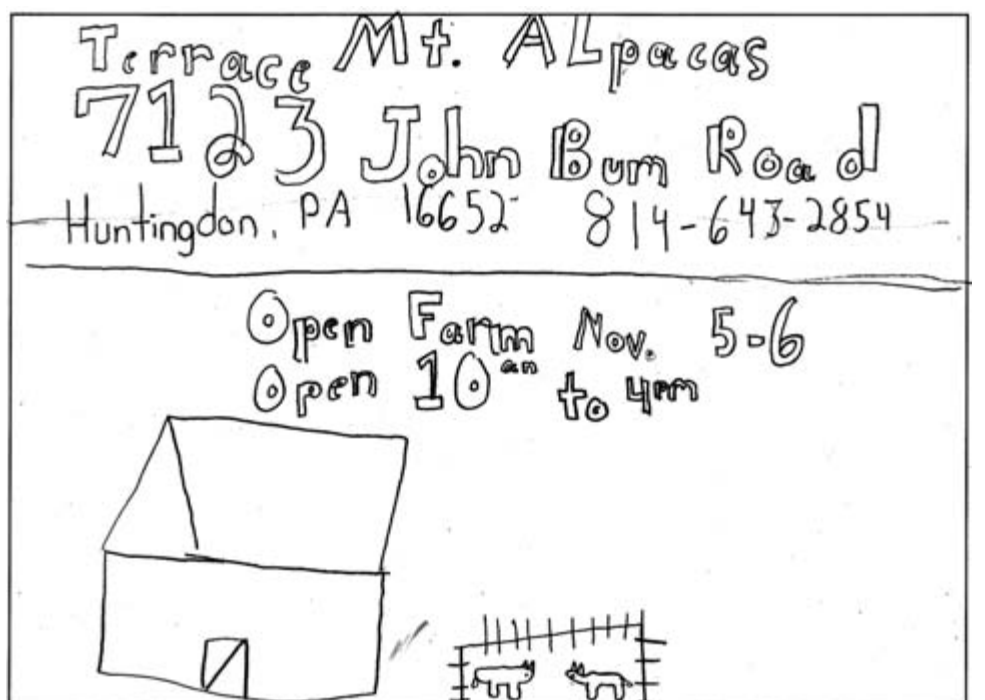 Terrace Mt. ALpacas
7123 John Bum Road
Huntingdon, PA 16652 814-643-2854
Open Farm Nov. 5-6
Open 10am to 4pm